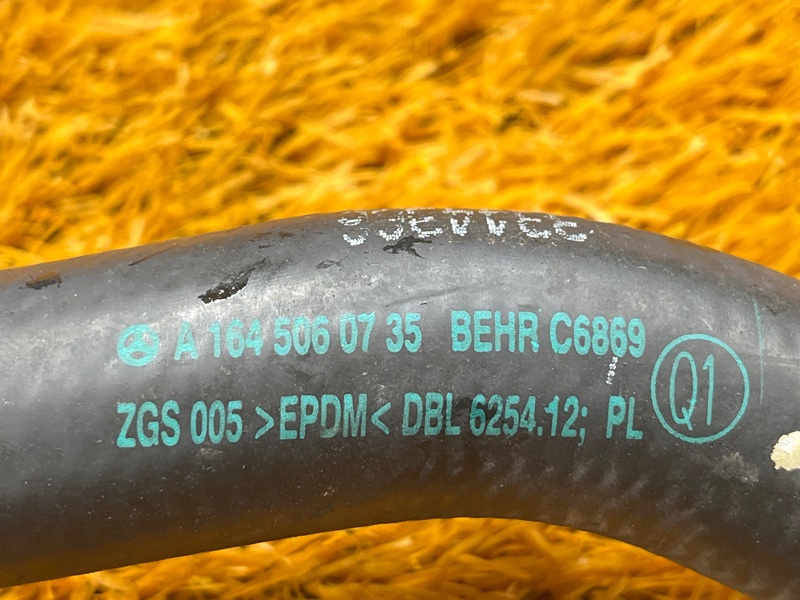 A 164 506 07 35 BEHR C6869
ZGS 005 >EPDM< DBL 6254.12; PL
Q1